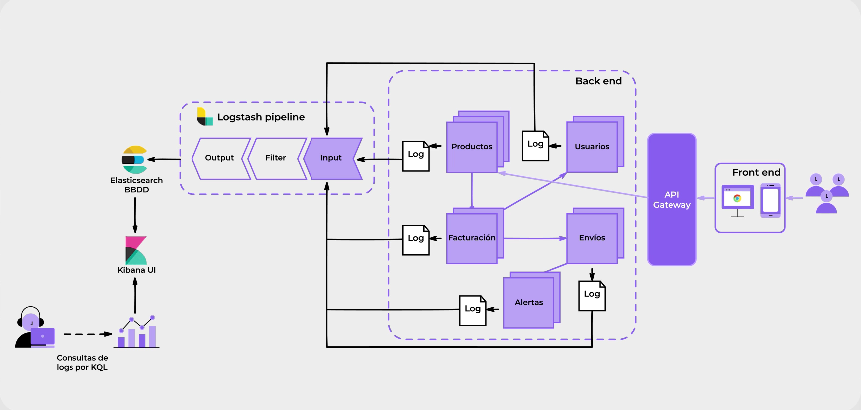 Back end
Logstash pipeline
Output
Filter
Input
Log
Productos
Log
Usuarios
Elasticsearch
BBDD
API
Gateway
Front end
Log
Facturación
Envíos
Kibana UI
Log
Alertas
Log
Consultas de
logs por KQL